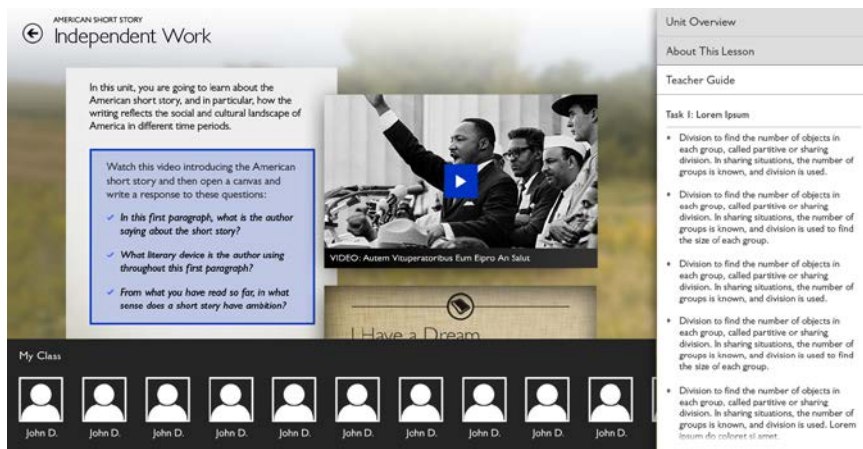 AMERICAN SHORT STORY
Independent Work
In this unit, you are going to learn about the
American short story, and in particular, how the
writing reflects the social and cultural landscape of
America in different time periods.
Watch this video introducing the American
short story and then open a canvas and
write a response to these questions:
In this first paragraph, what is the author
saying about the short story?
What literary device is the author using
throughout this first paragraph?
From what you have read so far, in what
sense does a short story have ambition?
VIDEO: Autem Vituperatoribus Eum Eipro An Salut
I Have a Dream
My Class
John D.
John D.
John D.
John D.
John D.
John D.
John D.
John D.
John D.
John D.
Unit Overview
About This Lesson
Teacher Guide
Task 1: Lorem Ipsum
Division to find the number of objects in
each group, called partitive or sharing
division. In sharing situations, the number of
groups is known, and division is used.
Division to find the number of objects in
each group, called partitive or sharing
division. In sharing situations, the number of
groups is known, and division is used to find
the size of each group.
Division to find the number of objects in
each group, called partitive or sharing
division. In sharing situations, the number of
groups is known, and division is used.
Division to find the number of objects in
each group, called partitive or sharing
division. In sharing situations, the number of
groups is known, and division is used to find
the size of each group.
Division to find the number of objects in
each group, called partitive or sharing
division. In sharing situations, the number of
groups is known, and division is used. Lorem
ipsum do coloret si amet.